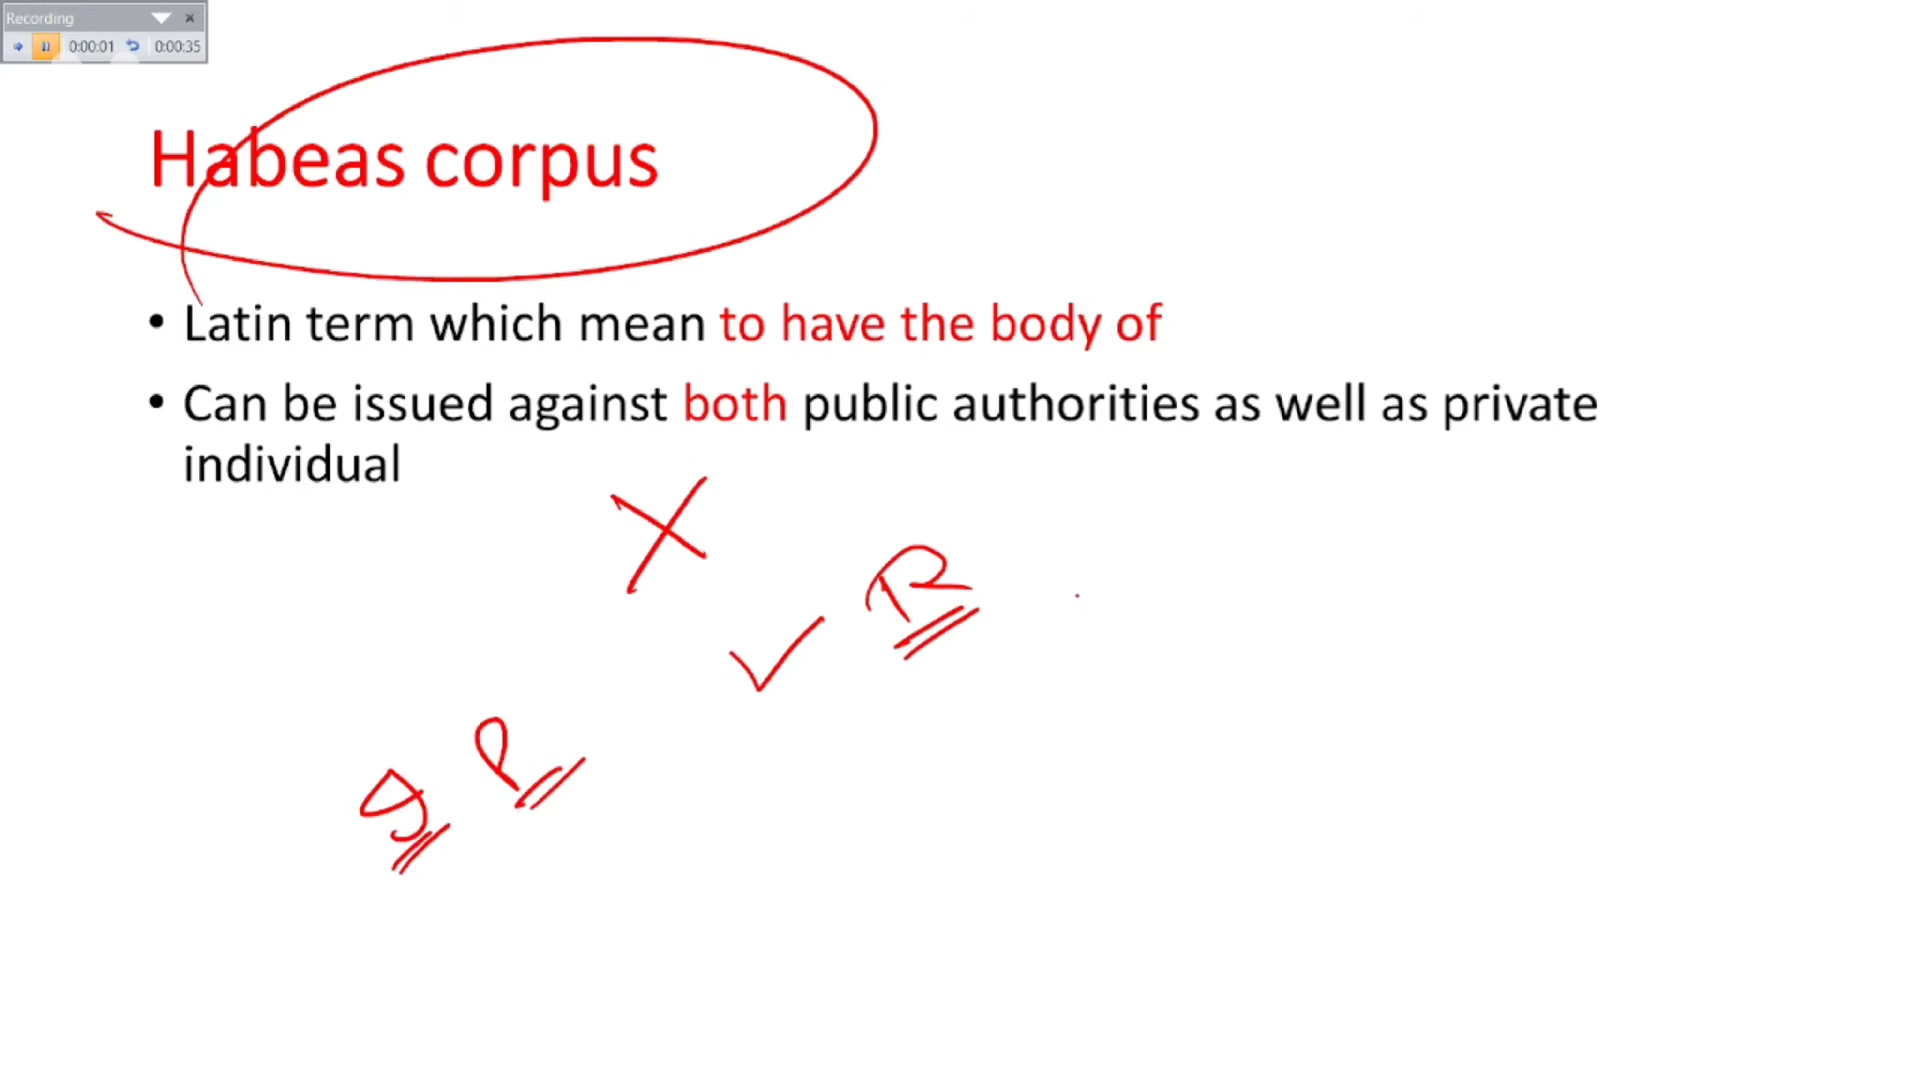 Recording
0:00:01 0:00:35
Habeas corpus
• Latin term which mean to have the body of
• Can be issued against both public authorities as well as private
individual
R
P